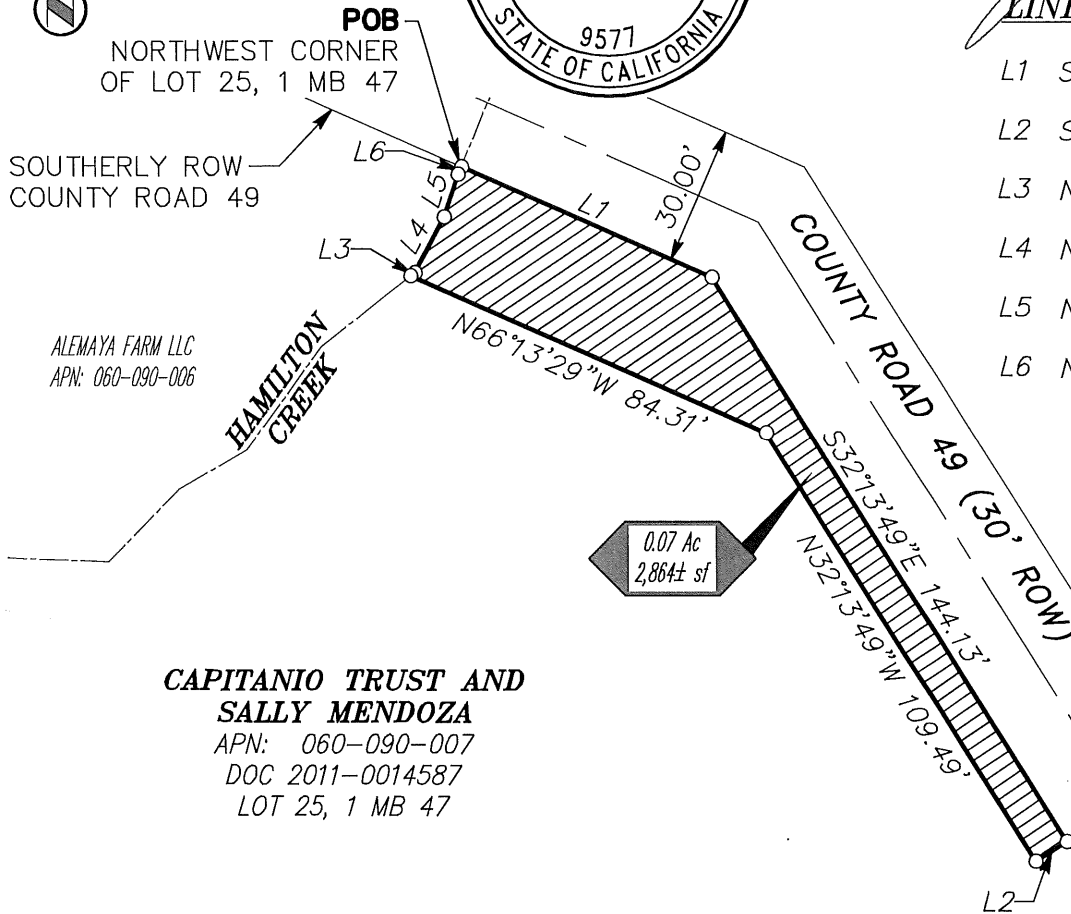 POB
NORTHWEST CORNER
OF LOT 25, 1 MB 47
9577
STATE OF CALIFORNIA
LINE
L1 S
L2 S
L3 N
L4 N
L5 N
L6 N
SOUTHERLY ROW
COUNTY ROAD 49
L6
L5
L4
L3
L1
30.00'
COUNTY ROAD 49 (30' ROW)
ALEMAYA FARM LLC
APN: 060-090-006
HAMILTON
CREEK
N66°13'29"W 84.31'
S32°13'49"E 144.13'
N32°13'49"W 109.49'
0.07 Ac
2,864± sf
CAPITANIO TRUST AND
SALLY MENDOZA
APN: 060-090-007
DOC 2011-0014587
LOT 25, 1 MB 47
L2